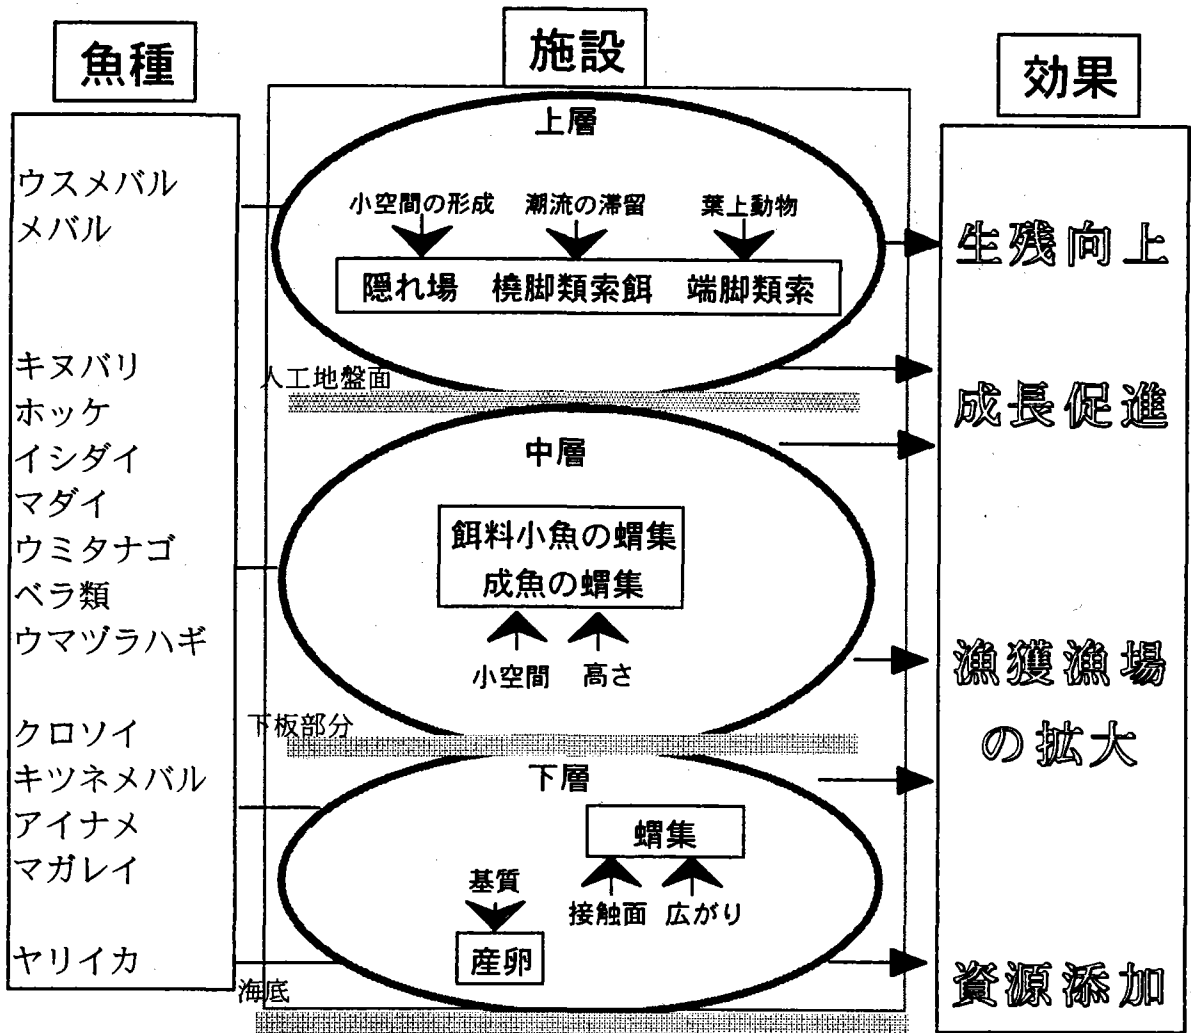 魚種
施設
効果
ウスメバル
メバル
キヌバリ
ホッケ
イシダイ
マダイ
ウミタナゴ
ベラ類
ウマヅラハギ
クロソイ
キツネメバル
アイナメ
マガレイ
ヤリイカ
上層
小空間の形成 潮流の滞留 葉上動物
隠れ場 橈脚類索餌 端脚類索
人工地盤面
中層
餌料小魚の蝟集
成魚の蝟集
小空間 高さ
下板部分
下層
蝟集
接触面 広がり
基質
産卵
海底
生残向上
成長促進
漁獲漁場
の拡大
資源添加